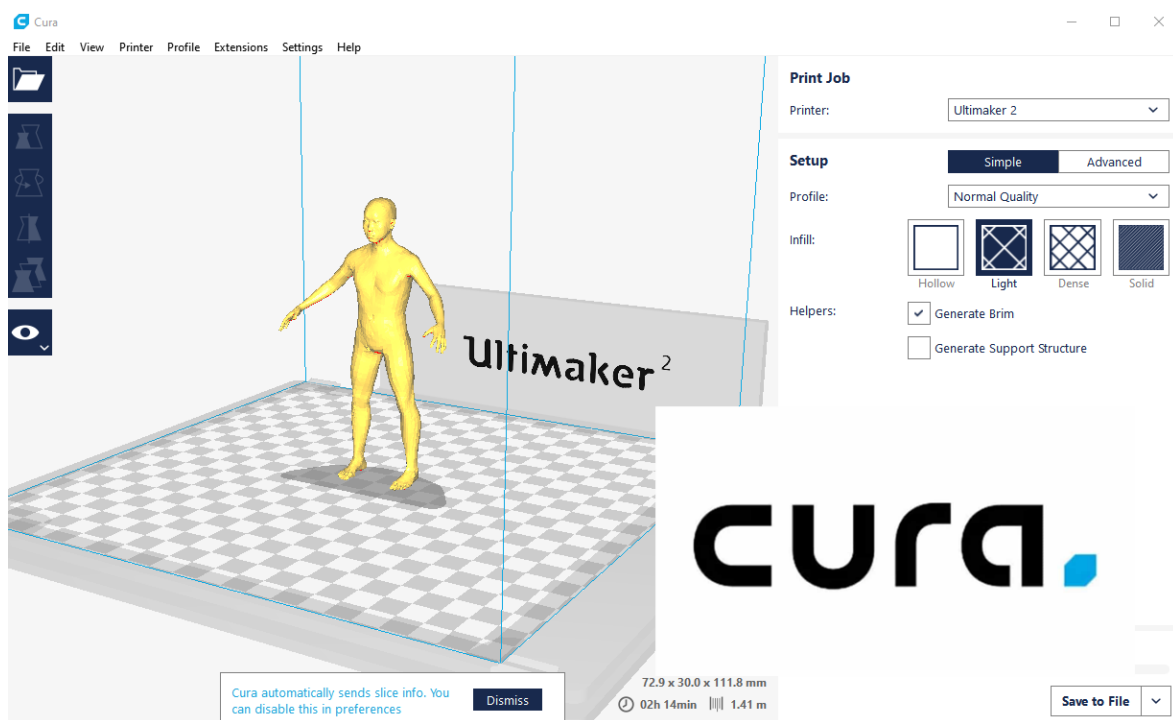 Cura
File Edit View Printer Profile Extensions Settings Help
Print Job
Printer: Ultimaker 2
Setup Simple Advanced
Profile: Normal Quality
Infill:
Hollow Light Dense Solid
Helpers: Generate Brim
Generate Support Structure
Ultimaker 2
cura.
72.9 x 30.0 x 111.8 mm
02h 14min 1.41 m
Cura automatically sends slice info. You
can disable this in preferences
Dismiss
Save to File